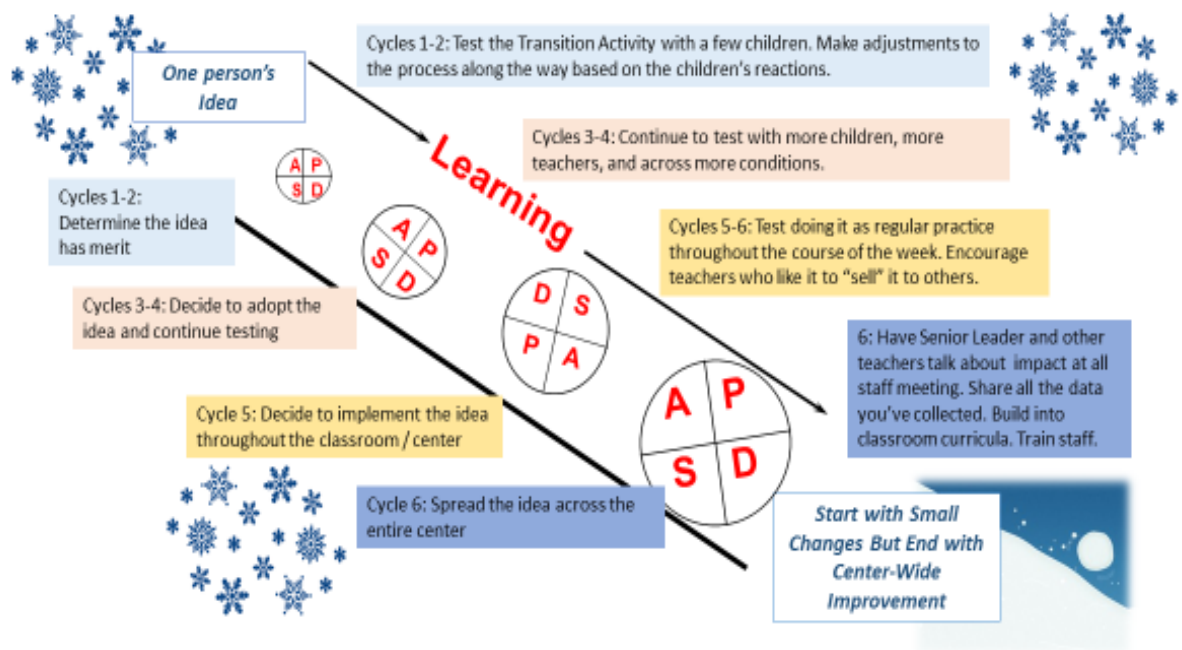 One person's
Idea
Cycles 1-2: Test the Transition Activity with a few children. Make adjustments to
the process along the way based on the children's reactions.
Learning
Cycles 3-4: Continue to test with more children, more
teachers, and across more conditions.
A P
S D
Cycles 1-2:
Determine the idea
has merit
A P
S D
Cycles 5-6: Test doing it as regular practice
throughout the course of the week. Encourage
teachers who like it to “sell” it to others.
Cycles 3-4: Decide to adopt the
idea and continue testing
D S
P A
6: Have Senior Leader and other
teachers talk about impact at all
staff meeting. Share all the data
you've collected. Build into
classroom curricula. Train staff.
A P
S D
Cycle 5: Decide to implement the idea
throughout the classroom / center
Cycle 6: Spread the idea across the
entire center
Start with Small
Changes But End with
Center-Wide
Improvement